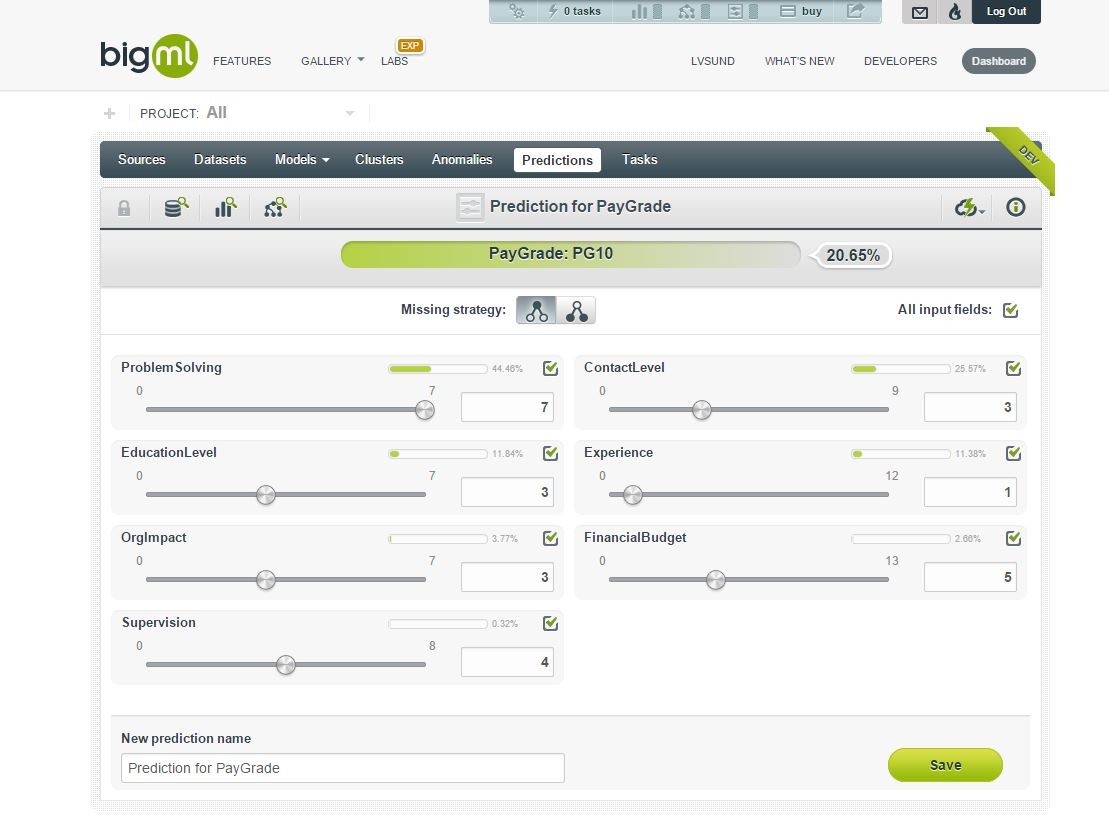 0 tasks buy Log Out
bigml FEATURES GALLERY LABS EXP LVSUND WHAT'S NEW DEVELOPERS Dashboard
PROJECT: All
Sources Datasets Models Clusters Anomalies Predictions Tasks DEV
Prediction for PayGrade
PayGrade: PG10 20.65%
Missing strategy: All input fields:
ProblemSolving 44.46%
0 7
7
ContactLevel 25.57%
0 9
3
EducationLevel 11.84%
0 7
3
Experience 11.38%
0 12
1
OrgImpact 3.77%
0 7
3
FinancialBudget 2.66%
0 13
5
Supervision 0.32%
0 8
4
New prediction name
Prediction for PayGrade
Save